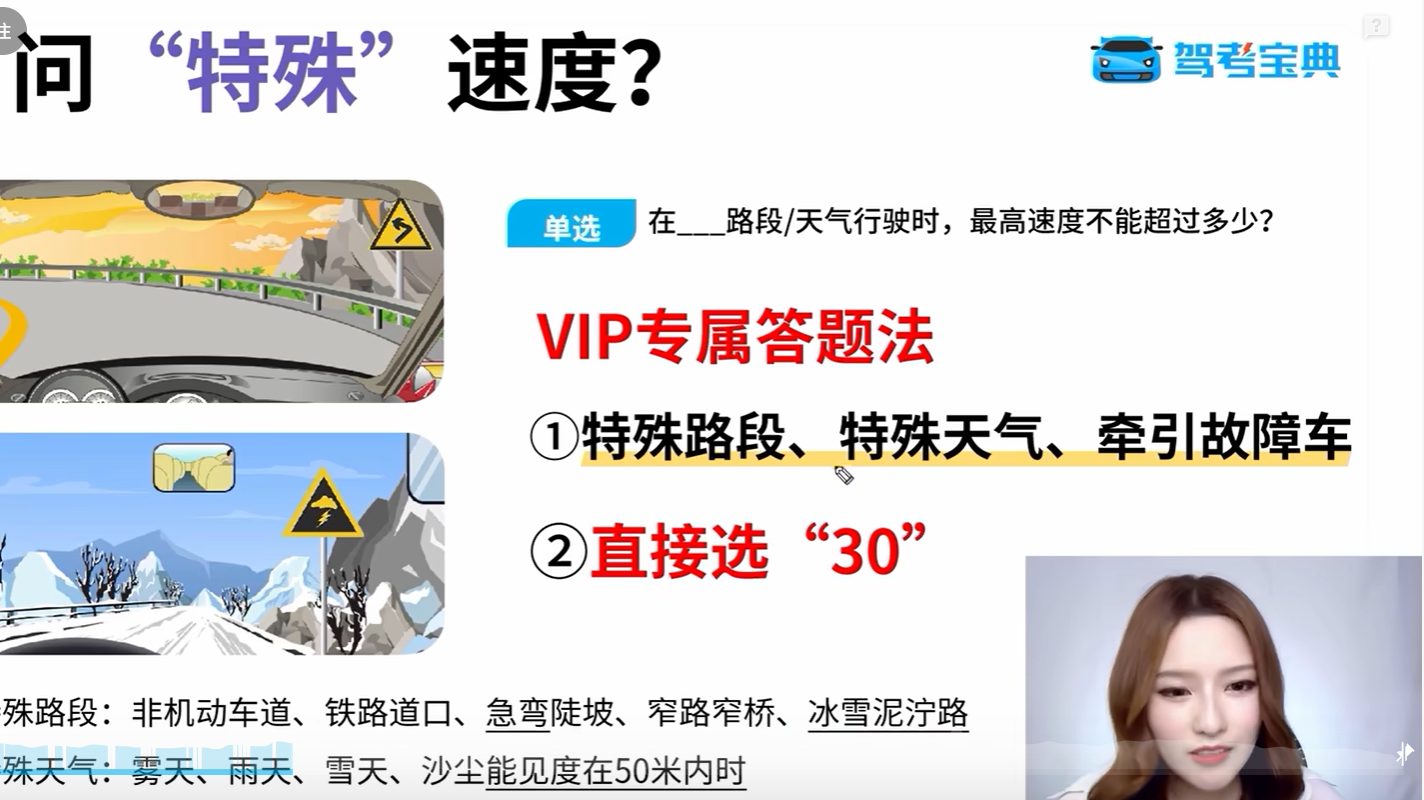 问“特殊”速度？
驾考宝典
单选 在___路段/天气行驶时，最高速度不能超过多少？
VIP专属答题法
①特殊路段、特殊天气、牵引故障车
②直接选“30”
殊路段：非机动车道、铁路道口、急弯陡坡、窄路窄桥、冰雪泥泞路
殊天气：雾天、雨天、雪天、沙尘能见度在50米内时